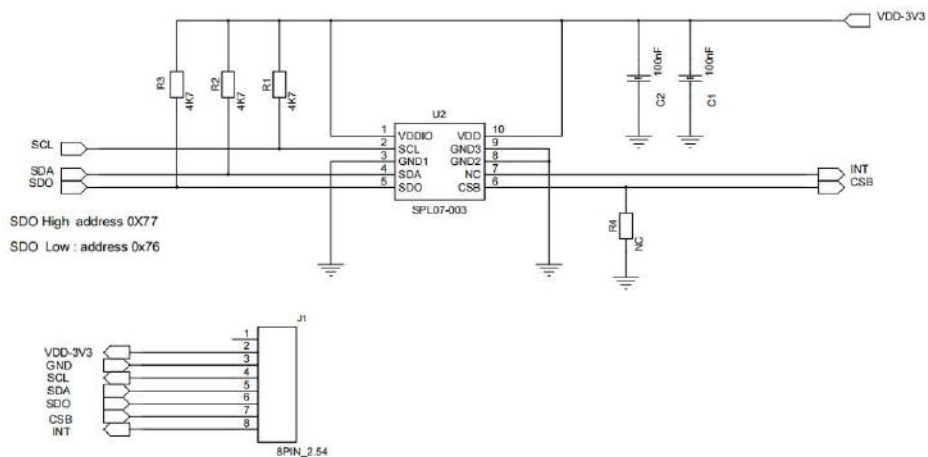 VDD-3V3
R3
4K7
R2
4K7
R1
4K7
100nF
C2
100nF
C1
U2
1 VDDIO VDD 10
2 SCL GND3 9
3 GND1 GND2 8
4 SDA NC 7
5 SDO CSB 6
SPL07-003
SCL
SDA
SDO
INT
CSB
R4
NC
SDO High address 0X77
SDO Low : address 0x76
J1
1
VDD-3V3 2
GND 3
SCL 4
SDA 5
SDO 6
CSB 7
INT 8
8PIN_2.54